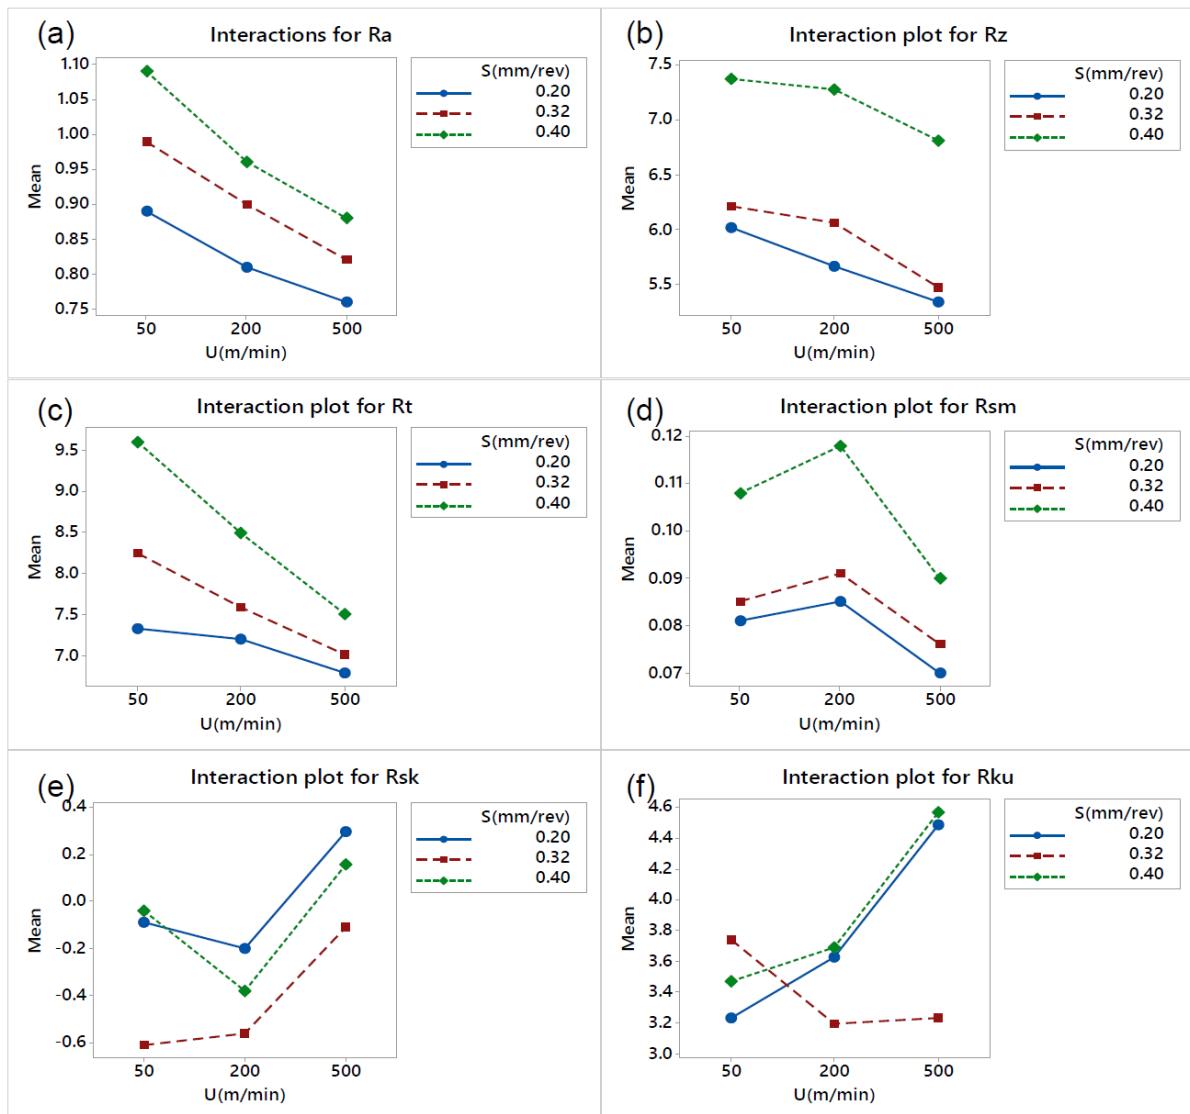 (a)
Interactions for Ra
Mean
1.10
1.05
1.00
0.95
0.90
0.85
0.80
0.75
50 200 500
U(m/min)
S(mm/rev)
0.20
0.32
0.40
(b)
Interaction plot for Rz
Mean
7.5
7.0
6.5
6.0
5.5
50 200 500
U(m/min)
S(mm/rev)
0.20
0.32
0.40
(c)
Interaction plot for Rt
Mean
9.5
9.0
8.5
8.0
7.5
7.0
50 200 500
U(m/min)
S(mm/rev)
0.20
0.32
0.40
(d)
Interaction plot for Rsm
Mean
0.12
0.11
0.10
0.09
0.08
0.07
50 200 500
U(m/min)
S(mm/rev)
0.20
0.32
0.40
(e)
Interaction plot for Rsk
Mean
0.4
0.2
0.0
-0.2
-0.4
-0.6
50 200 500
U(m/min)
S(mm/rev)
0.20
0.32
0.40
(f)
Interaction plot for Rku
Mean
4.6
4.4
4.2
4.0
3.8
3.6
3.4
3.2
3.0
50 200 500
U(m/min)
S(mm/rev)
0.20
0.32
0.40